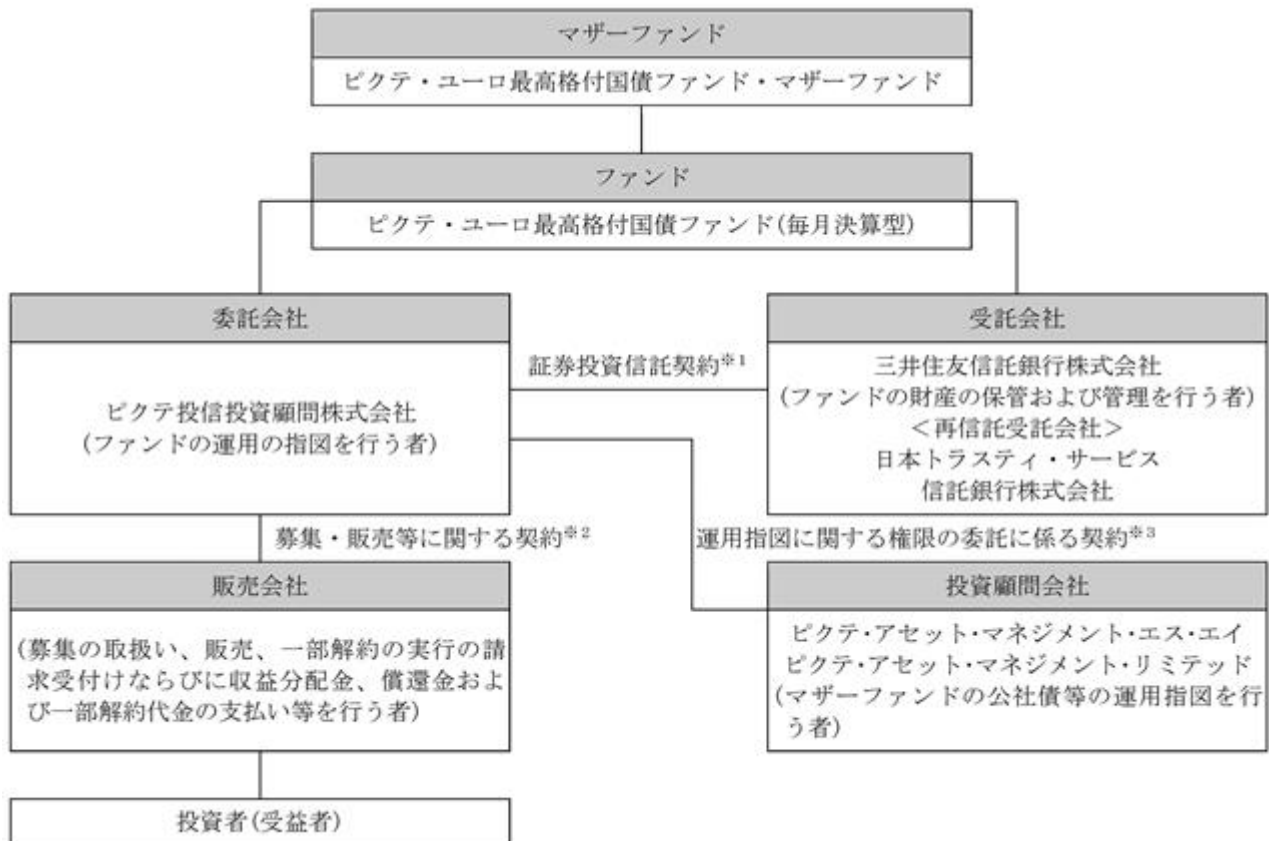 マザーファンド
ピクテ・ユーロ最高格付国債ファンド・マザーファンド
ファンド
ピクテ・ユーロ最高格付国債ファンド(毎月決算型)
委託会社
ピクテ投信投資顧問株式会社
(ファンドの運用の指図を行う者)
証券投資信託契約※1
受託会社
三井住友信託銀行株式会社
(ファンドの財産の保管および管理を行う者)
＜再信託受託会社＞
日本トラスティ・サービス
信託銀行株式会社
募集・販売等に関する契約※2
運用指図に関する権限の委託に係る契約※3
販売会社
(募集の取扱い、販売、一部解約の実行の請
求受付けならびに収益分配金、償還金およ
び一部解約代金の支払い等を行う者)
投資顧問会社
ピクテ・アセット・マネジメント・エス・エイ
ピクテ・アセット・マネジメント・リミテッド
(マザーファンドの公社債等の運用指図を行
う者)
投資者(受益者)